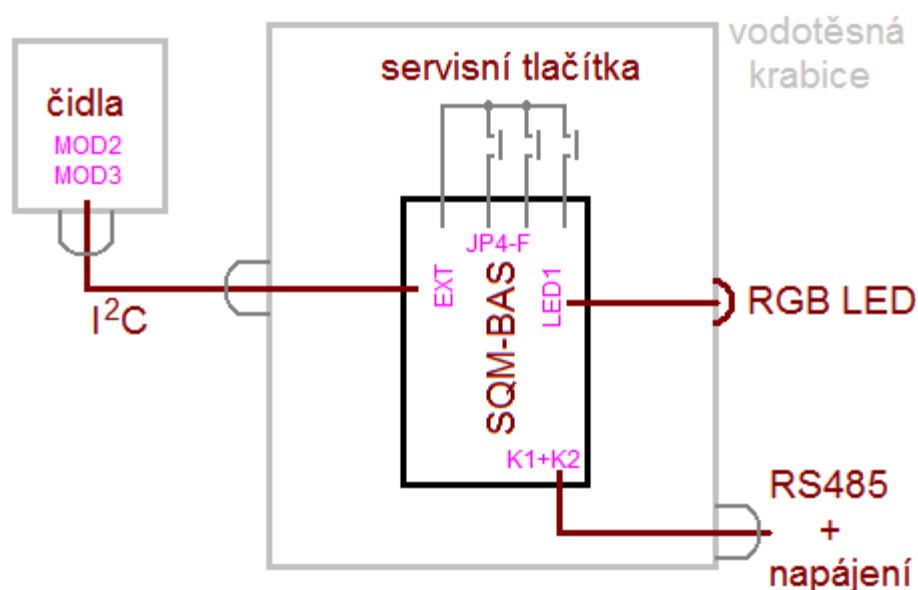 vodotěsná
krabice
servisní tlačítka
čidla
MOD2
MOD3
JP4-F
EXT
SQM-BAS
LED1
RGB LED
I²C
K1+K2
RS485
+
napájení